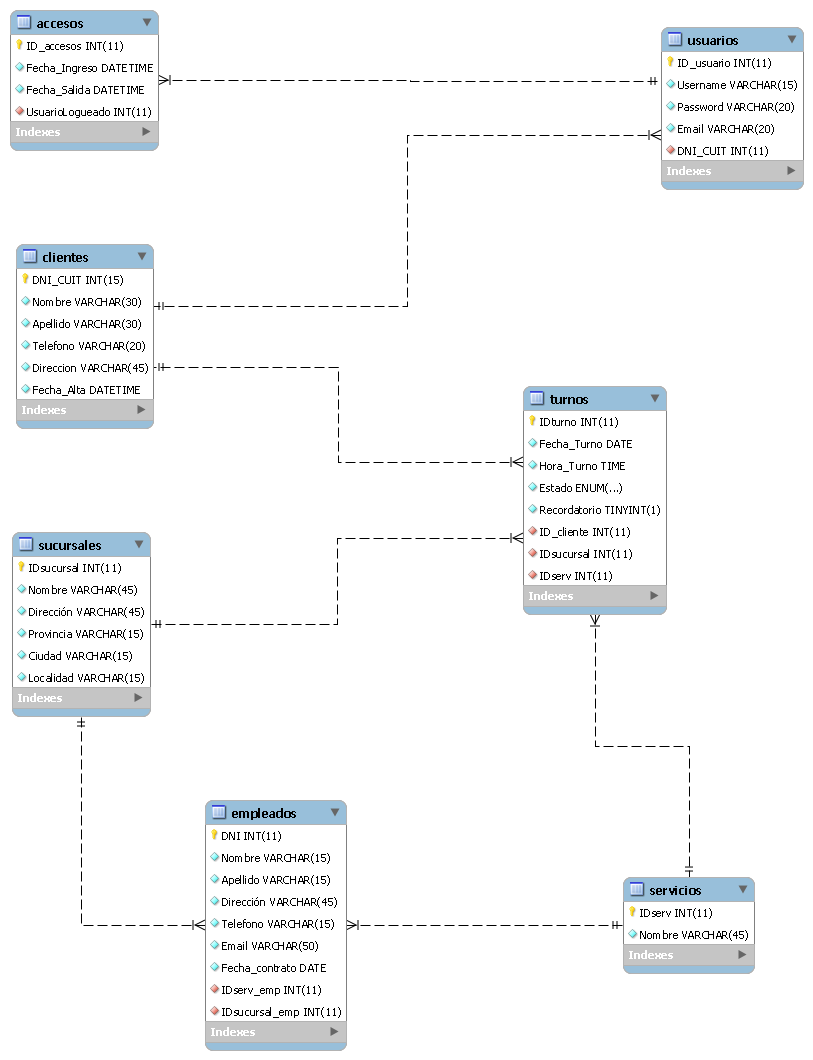 accesos
ID_accesos INT(11)
Fecha_Ingreso DATETIME
Fecha_Salida DATETIME
UsuarioLogueado INT(11)
Indexes
usuarios
ID_usuario INT(11)
Username VARCHAR(15)
Password VARCHAR(20)
Email VARCHAR(20)
DNI_CUIT INT(11)
Indexes
clientes
DNI_CUIT INT(15)
Nombre VARCHAR(30)
Apellido VARCHAR(30)
Telefono VARCHAR(20)
Direccion VARCHAR(45)
Fecha_Alta DATETIME
Indexes
turnos
IDturno INT(11)
Fecha_Turno DATE
Hora_Turno TIME
Estado ENUM(...)
Recordatorio TINYINT(1)
ID_cliente INT(11)
IDsucursal INT(11)
IDserv INT(11)
Indexes
sucursales
IDsucursal INT(11)
Nombre VARCHAR(45)
Dirección VARCHAR(45)
Provincia VARCHAR(15)
Ciudad VARCHAR(15)
Localidad VARCHAR(15)
Indexes
empleados
DNI INT(11)
Nombre VARCHAR(15)
Apellido VARCHAR(15)
Dirección VARCHAR(45)
Telefono VARCHAR(15)
Email VARCHAR(50)
Fecha_contrato DATE
IDserv_emp INT(11)
IDsucursal_emp INT(11)
Indexes
servicios
IDserv INT(11)
Nombre VARCHAR(45)
Indexes